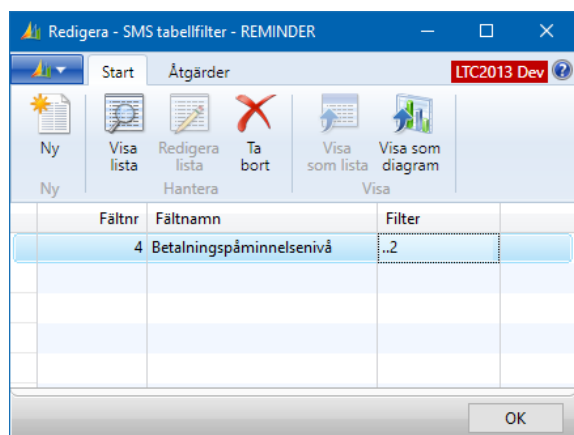 Redigera - SMS tabellfilter - REMINDER
Start Åtgärder LTC2013 Dev ?
Ny Visa lista Redigera lista Ta bort Visa som lista Visa som diagram
Ny Hantera Visa
Fältnr Fältnamn Filter
4 Betalningspåminnelsenivå ..2
OK